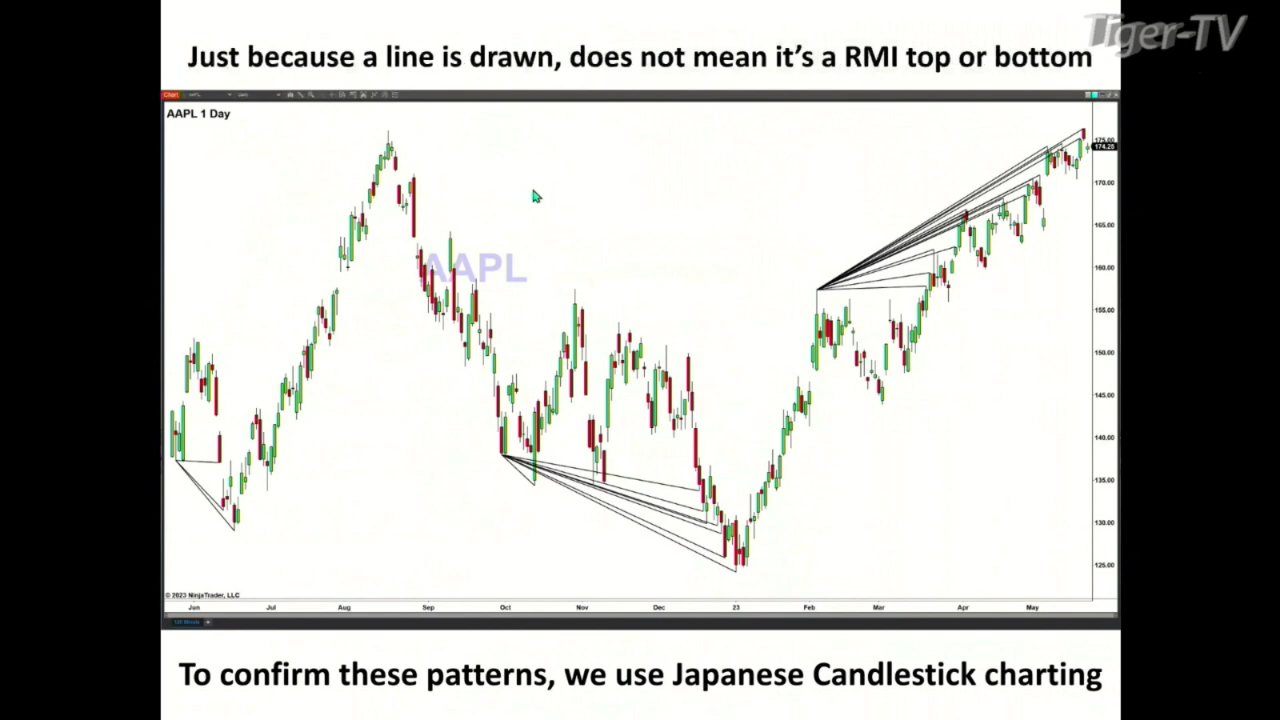 Tiger-TV
Just because a line is drawn, does not mean it's a RMI top or bottom
Chart
AAPL 1 Day
175.00
174.28
170.00
165.00
AAPL
160.00
155.00
150.00
145.00
140.00
135.00
130.00
125.00
© 2023 NinjaTrader, LLC
Jun Jul Aug Sep Oct Nov Dec 23 Feb Mar Apr May
To confirm these patterns, we use Japanese Candlestick charting